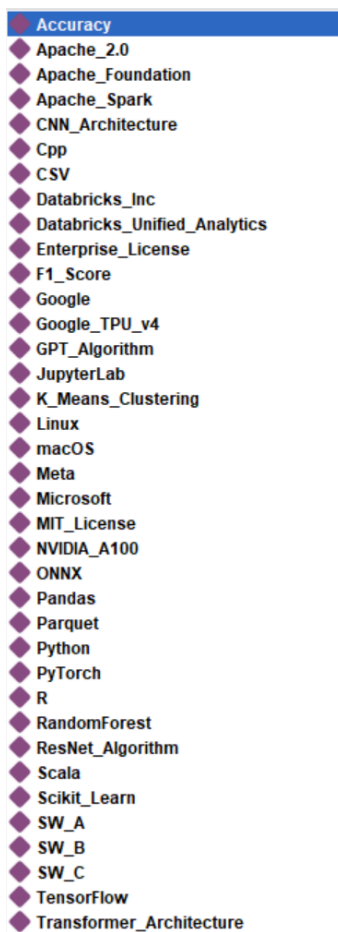 Accuracy
Apache_2.0
Apache_Foundation
Apache_Spark
CNN_Architecture
Cpp
CSV
Databricks_Inc
Databricks_Unified_Analytics
Enterprise_License
F1_Score
Google
Google_TPU_v4
GPT_Algorithm
JupyterLab
K_Means_Clustering
Linux
macOS
Meta
Microsoft
MIT_License
NVIDIA_A100
ONNX
Pandas
Parquet
Python
PyTorch
R
RandomForest
ResNet_Algorithm
Scala
Scikit_Learn
SW_A
SW_B
SW_C
TensorFlow
Transformer_Architecture